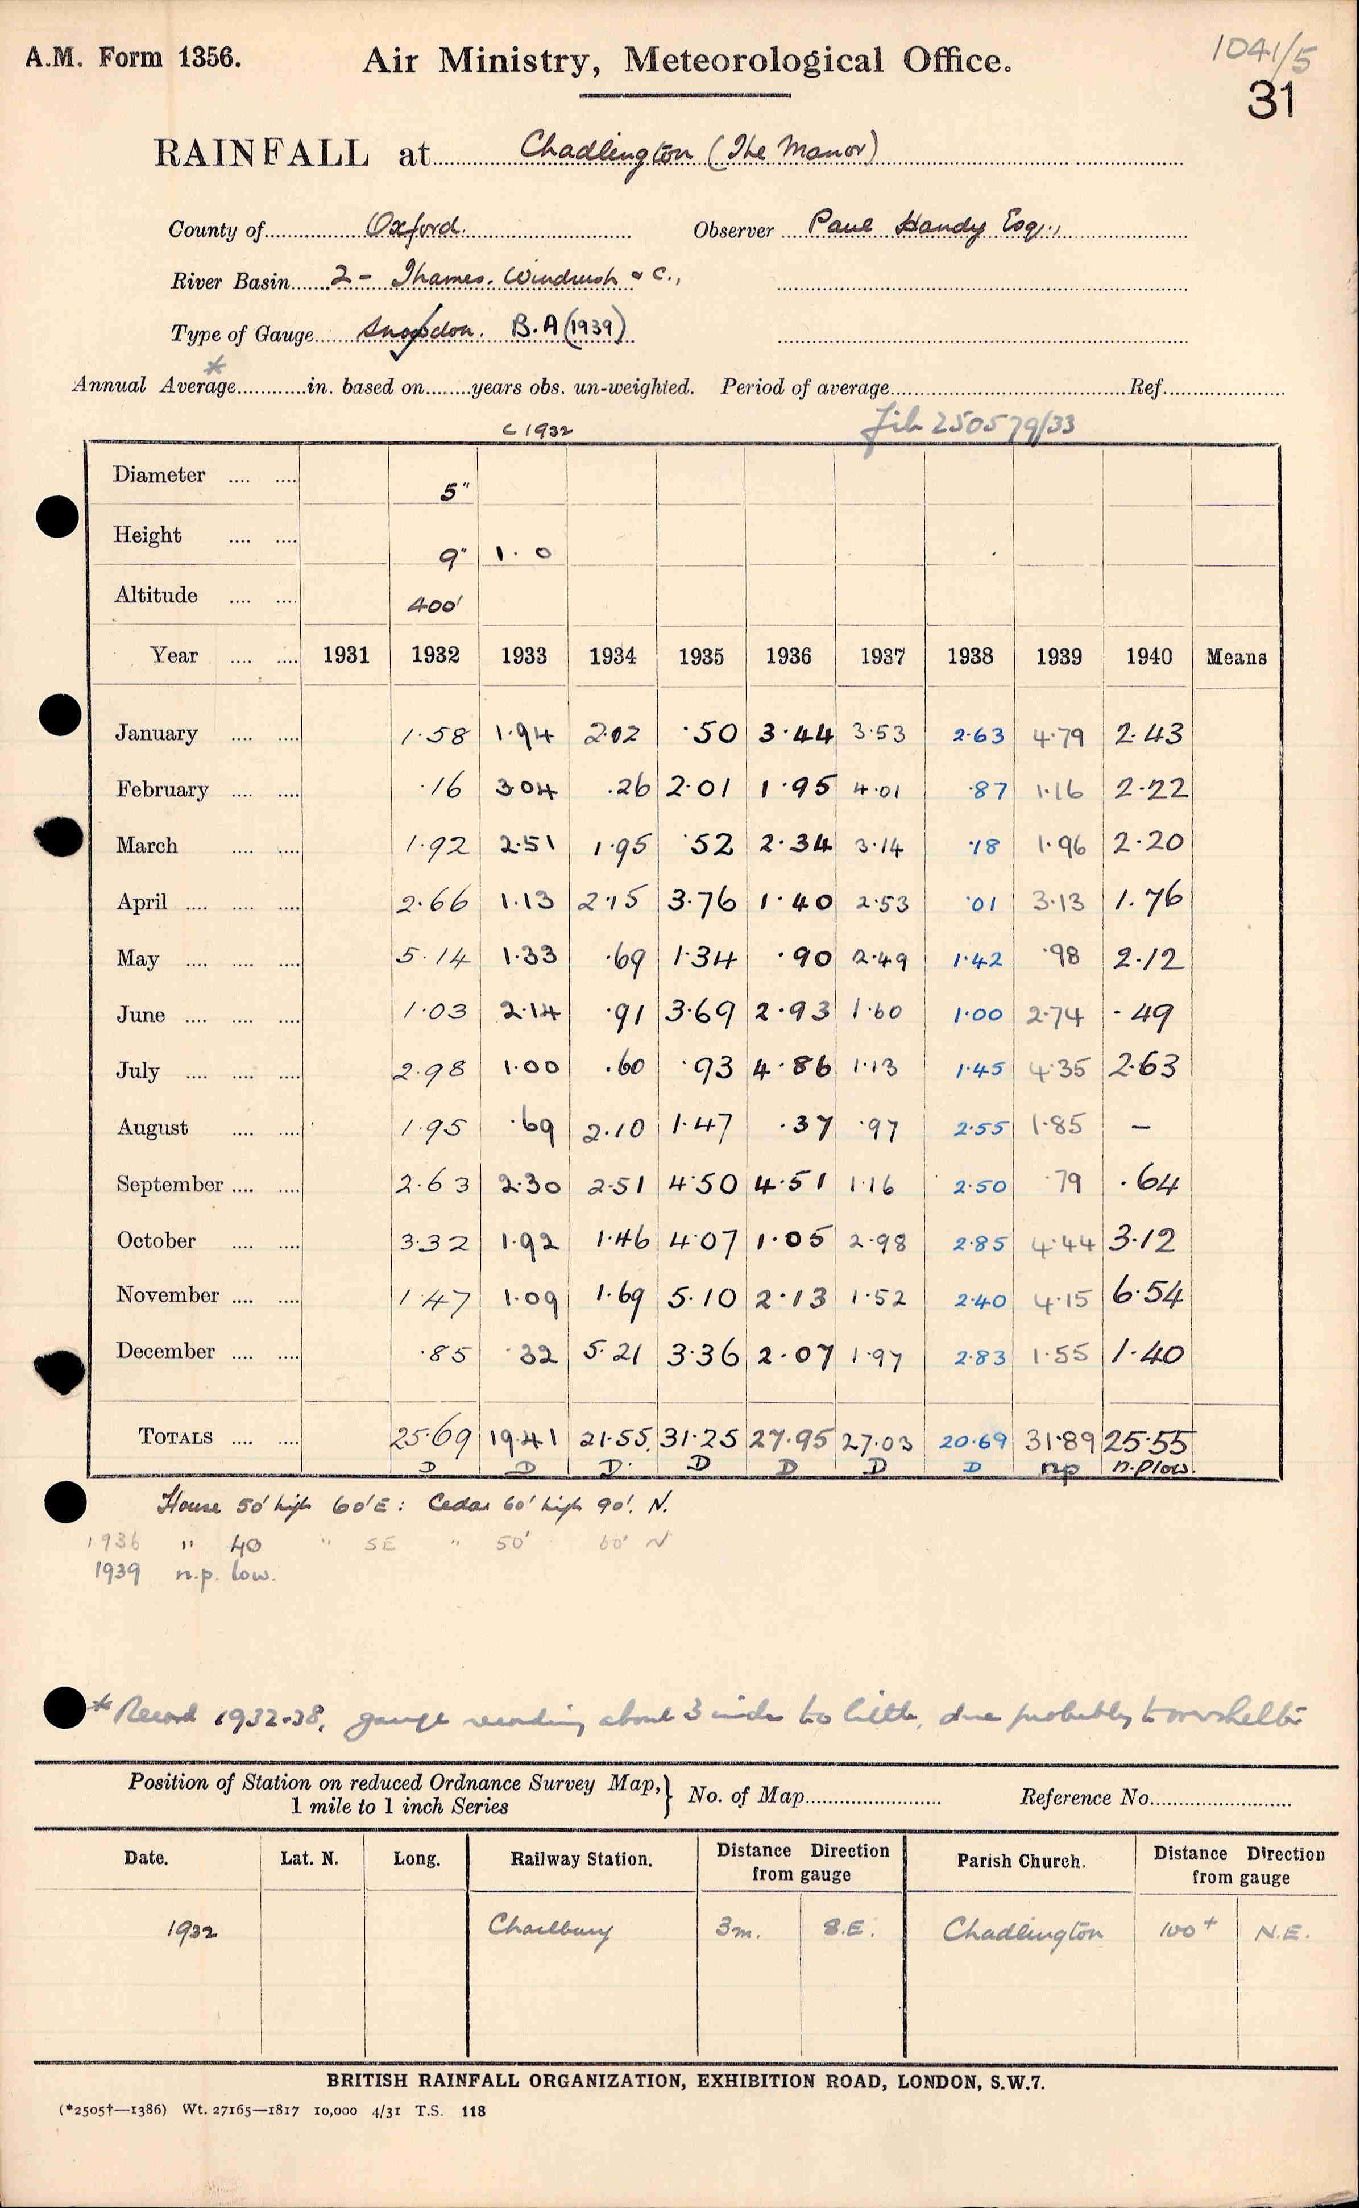 A.M. Form 1356. Air Ministry, Meteorological Office. 1041/5
31
RAINFALL at Chadlington (The Manor)
County of Oxford. Observer Paul Handy Esq.,
River Basin 2 - Thames. Windrush & C.,
Type of Gauge Snowdon. B.A (1939)
*
Annual Average in. based on years obs. un-weighted. Period of average Ref.
c 1932 250579/33
Diameter 5"
Height 9" 1.0
Altitude 400'
Year 1931 1932 1933 1934 1935 1936 1937 1938 1939 1940 Means
January 1.58 1.94 2.02 .50 3.44 3.53 2.63 4.79 2.43
February .16 3.04 .26 2.01 1.95 4.01 .87 1.16 2.22
March 1.92 2.51 1.95 .52 2.34 3.14 .18 1.96 2.20
April 2.66 1.13 2.15 3.76 1.40 2.53 .01 3.13 1.76
May 5.14 1.33 .69 1.34 .90 2.49 1.42 .98 2.12
June 1.03 2.14 .91 3.69 2.93 1.60 1.00 2.74 .49
July 2.98 1.00 .60 .93 4.86 1.13 1.45 4.35 2.63
August 1.95 .69 2.10 1.47 .37 .97 2.55 1.85 —
September 2.63 2.30 2.51 4.50 4.51 1.16 2.50 .79 .64
October 3.32 1.92 1.46 4.07 1.05 2.98 2.85 4.44 3.12
November 1.47 1.09 1.69 5.10 2.13 1.52 2.40 4.15 6.54
December .85 .32 5.21 3.36 2.07 1.97 2.83 1.55 1.40
TOTALS 25.69 19.41 21.55 31.25 27.95 27.03 20.69 31.89 25.55
D D D D D D D np n.p low.
House 50' high 60' E: Cedar 60' high 90'. N.
1936 " 40 " SE " 50' 60' N
1939 n.p. low.
* Record 1932-38, gauge recording about 3 inches too little, due probably to overshelter
Position of Station on reduced Ordnance Survey Map, } No. of Map Reference No.
1 mile to 1 inch Series
Date. Lat. N. Long. Railway Station. Distance Direction from gauge Parish Church. Distance Direction from gauge
1932 Charlbury 3m. S.E. Chadlington 100+ N.E.
BRITISH RAINFALL ORGANIZATION, EXHIBITION ROAD, LONDON, S.W.7.
(*2505†—1386) Wt. 27165—1817 10,000 4/31 T.S. 118